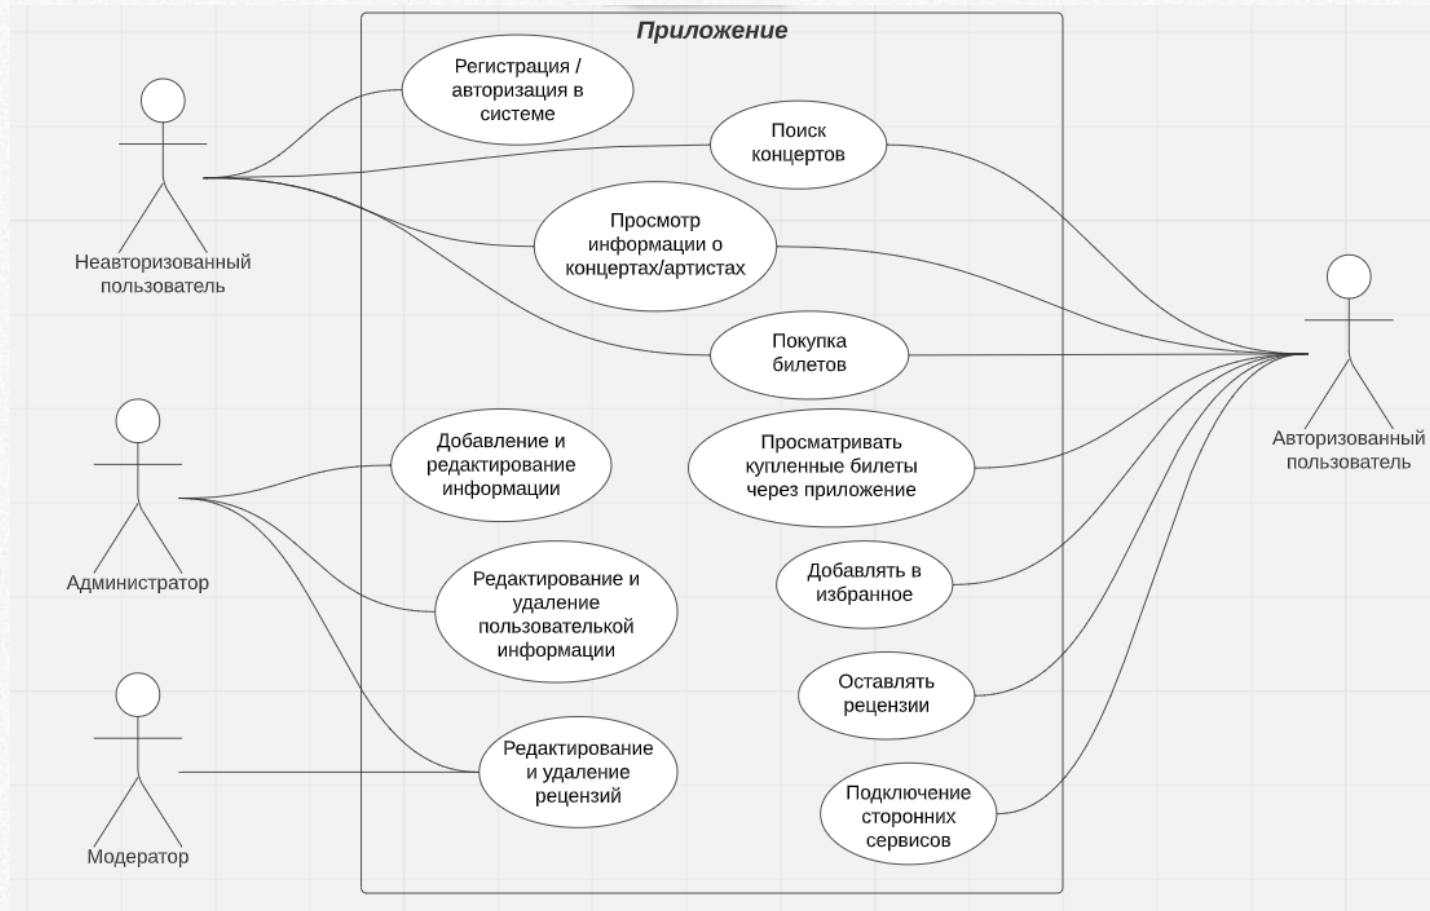 Приложение
Регистрация /
авторизация в
системе
Поиск
концертов
Просмотр
информации о
концертах/артистах
Неавторизованный
пользователь
Покупка
билетов
Авторизованный
пользователь
Добавление и
редактирование
информации
Просматривать
купленные билеты
через приложение
Администратор
Редактирование и
удаление
пользователькой
информации
Добавлять в
избранное
Оставлять
рецензии
Редактирование
и удаление
рецензий
Подключение
сторонних
сервисов
Модератор